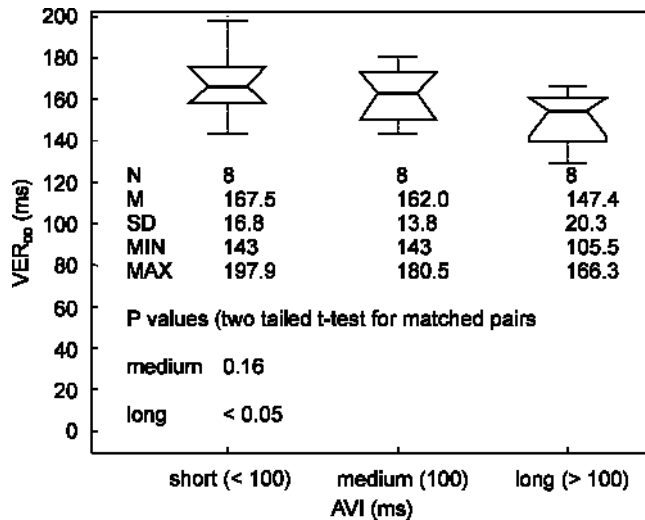 200
180
160
140
120
100
80
60
40
20
0
VER∞ (ms)
N 8 8 8
M 167.5 162.0 147.4
SD 16.8 13.8 20.3
MIN 143 143 105.5
MAX 197.9 180.5 166.3
P values (two tailed t-test for matched pairs
medium 0.16
long < 0.05
short (< 100) medium (100) long (> 100)
AVI (ms)